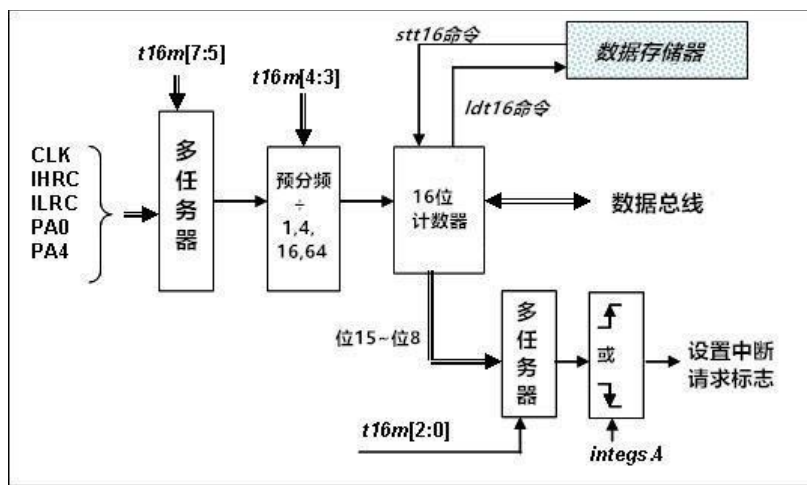 stt16命令
数据存储器
t16m[7:5]
t16m[4:3]
ldt16命令
CLK
IHRC
ILRC
PA0
PA4
多任务器
预分频
÷
1,4,
16,64
16位
计数器
数据总线
位15~位8
多任务器
或
设置中断
请求标志
t16m[2:0]
integs.4